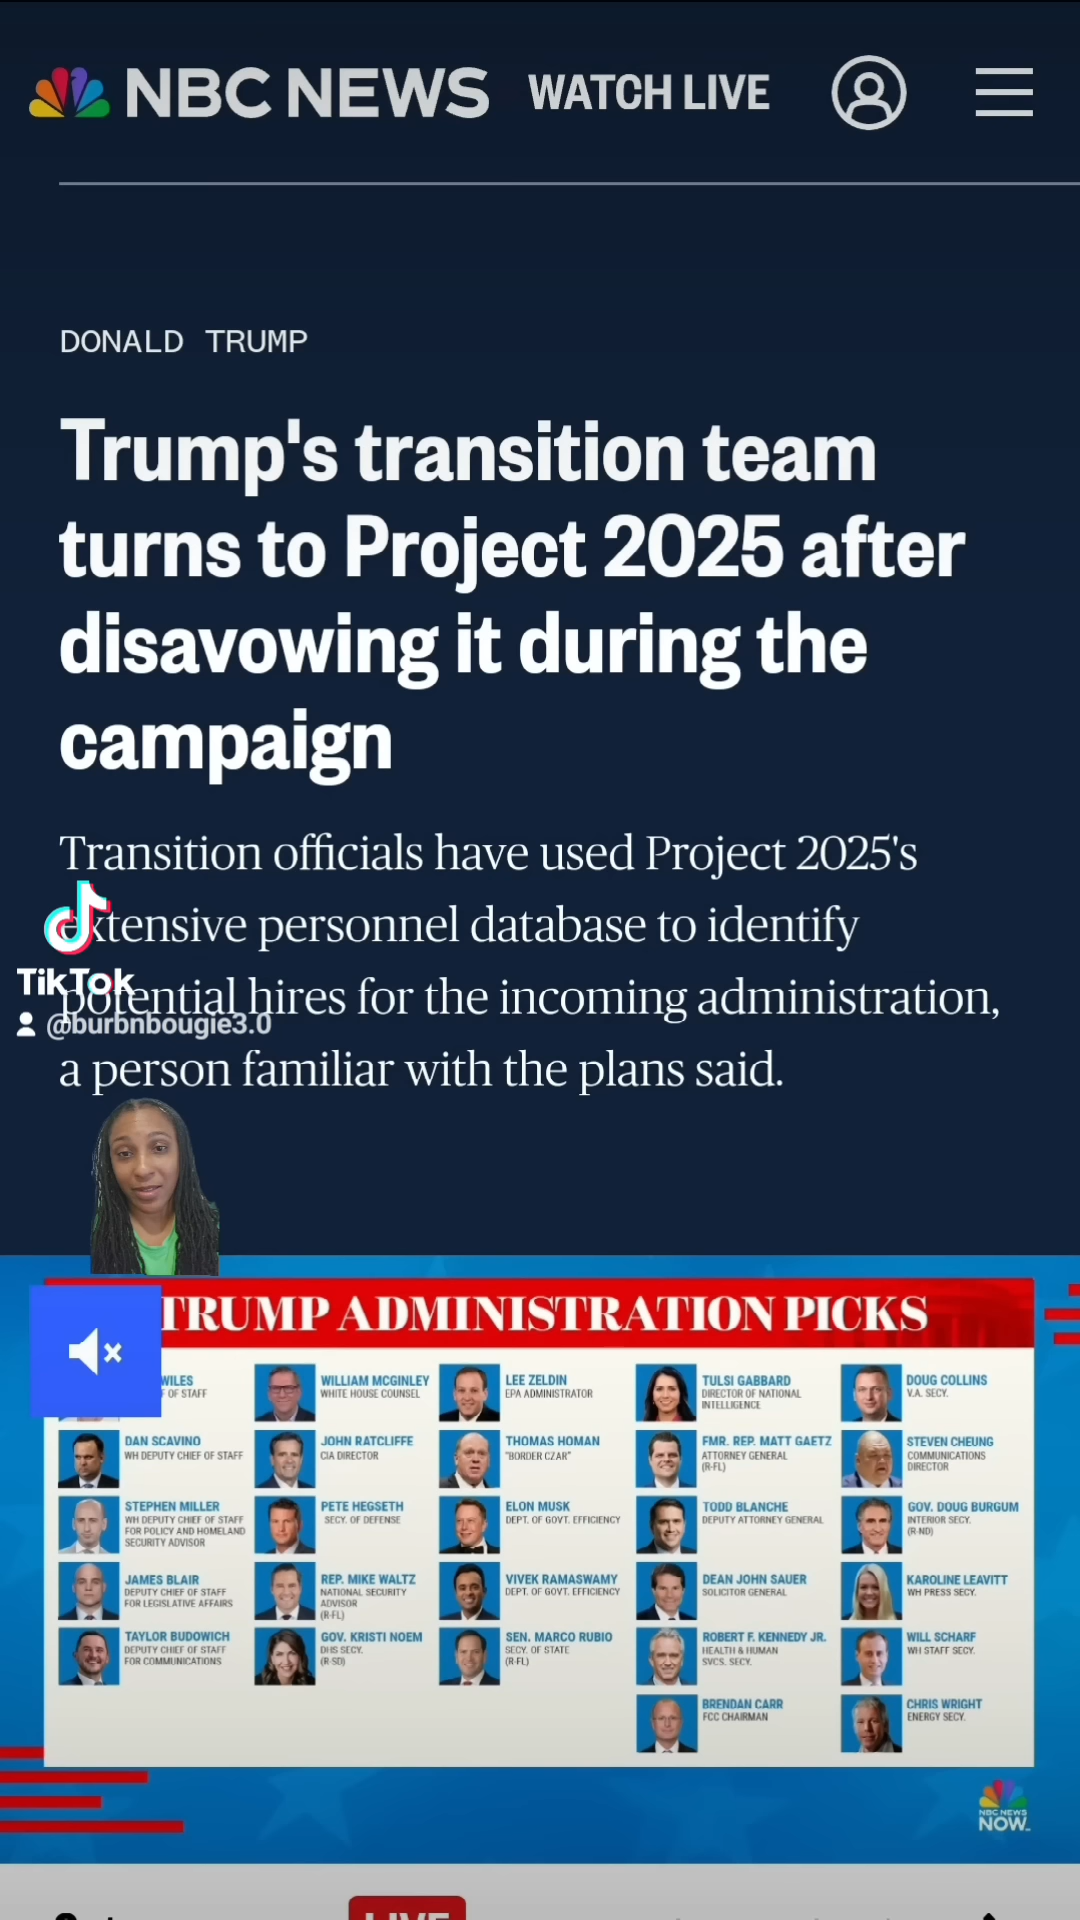 NBC NEWS WATCH LIVE
DONALD TRUMP
Trump's transition team
turns to Project 2025 after
disavowing it during the
campaign
Transition officials have used Project 2025's
extensive personnel database to identify
potential hires for the incoming administration,
a person familiar with the plans said.
TikTok
@burbnbougie3.0
TRUMP ADMINISTRATION PICKS
WILES
F OF STAFF
DAN SCAVINO
WH DEPUTY CHIEF OF STAFF
STEPHEN MILLER
WH DEPUTY CHIEF OF STAFF
FOR POLICY AND HOMELAND
SECURITY ADVISOR
JAMES BLAIR
DEPUTY CHIEF OF STAFF
FOR LEGISLATIVE AFFAIRS
TAYLOR BUDOWICH
DEPUTY CHIEF OF STAFF
FOR COMMUNICATIONS
WILLIAM MCGINLEY
WHITE HOUSE COUNSEL
JOHN RATCLIFFE
CIA DIRECTOR
PETE HEGSETH
SECY. OF DEFENSE
REP. MIKE WALTZ
NATIONAL SECURITY
ADVISOR
(R-FL)
GOV. KRISTI NOEM
DHS SECY.
(R-SD)
LEE ZELDIN
EPA ADMINISTRATOR
THOMAS HOMAN
"BORDER CZAR"
ELON MUSK
DEPT. OF GOVT. EFFICIENCY
VIVEK RAMASWAMY
DEPT. OF GOVT. EFFICIENCY
SEN. MARCO RUBIO
SECY. OF STATE
(R-FL)
TULSI GABBARD
DIRECTOR OF NATIONAL
INTELLIGENCE
FMR. REP. MATT GAETZ
ATTORNEY GENERAL
(R-FL)
TODD BLANCHE
DEPUTY ATTORNEY GENERAL
DEAN JOHN SAUER
SOLICITOR GENERAL
ROBERT F. KENNEDY JR.
HEALTH & HUMAN
SVCS. SECY.
BRENDAN CARR
FCC CHAIRMAN
DOUG COLLINS
V.A. SECY.
STEVEN CHEUNG
COMMUNICATIONS
DIRECTOR
GOV. DOUG BURGUM
INTERIOR SECY.
(R-ND)
KAROLINE LEAVITT
WH PRESS SECY.
WILL SCHARF
WH STAFF SECY.
CHRIS WRIGHT
ENERGY SECY.
NBC NEWS
NOW
LIVE